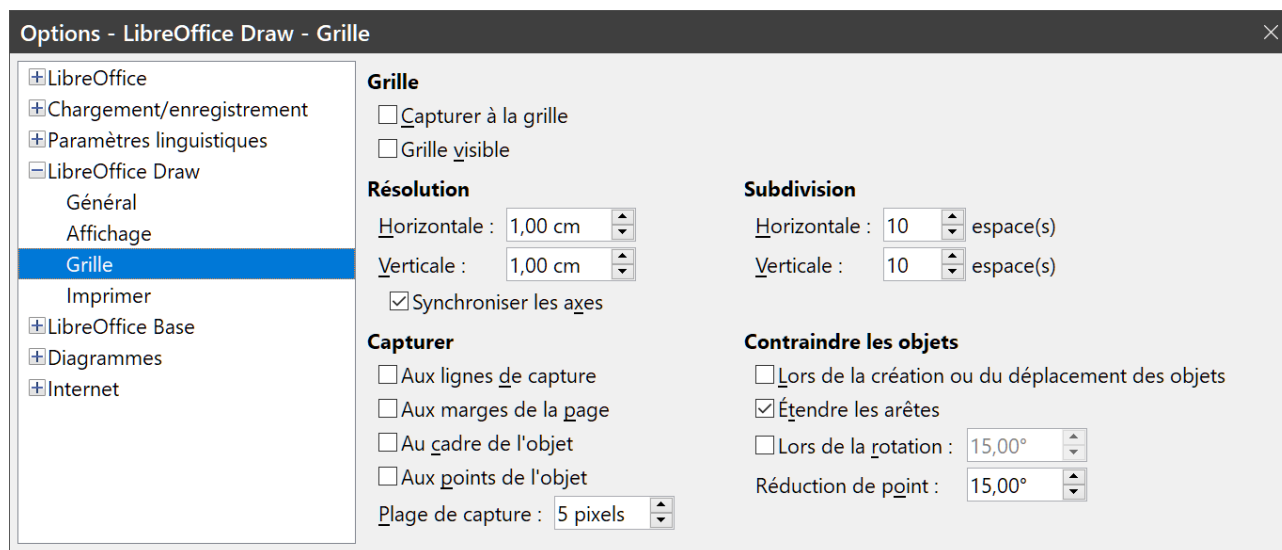 Options - LibreOffice Draw - Grille
LibreOffice
Chargement/enregistrement
Paramètres linguistiques
LibreOffice Draw
Général
Affichage
Grille
Imprimer
LibreOffice Base
Diagrammes
Internet
Grille
Capturer à la grille
Grille visible
Résolution
Horizontale : 1,00 cm
Verticale : 1,00 cm
Synchroniser les axes
Subdivision
Horizontale : 10 espace(s)
Verticale : 10 espace(s)
Capturer
Aux lignes de capture
Aux marges de la page
Au cadre de l'objet
Aux points de l'objet
Plage de capture : 5 pixels
Contraindre les objets
Lors de la création ou du déplacement des objets
Étendre les arêtes
Lors de la rotation : 15,00°
Réduction de point : 15,00°